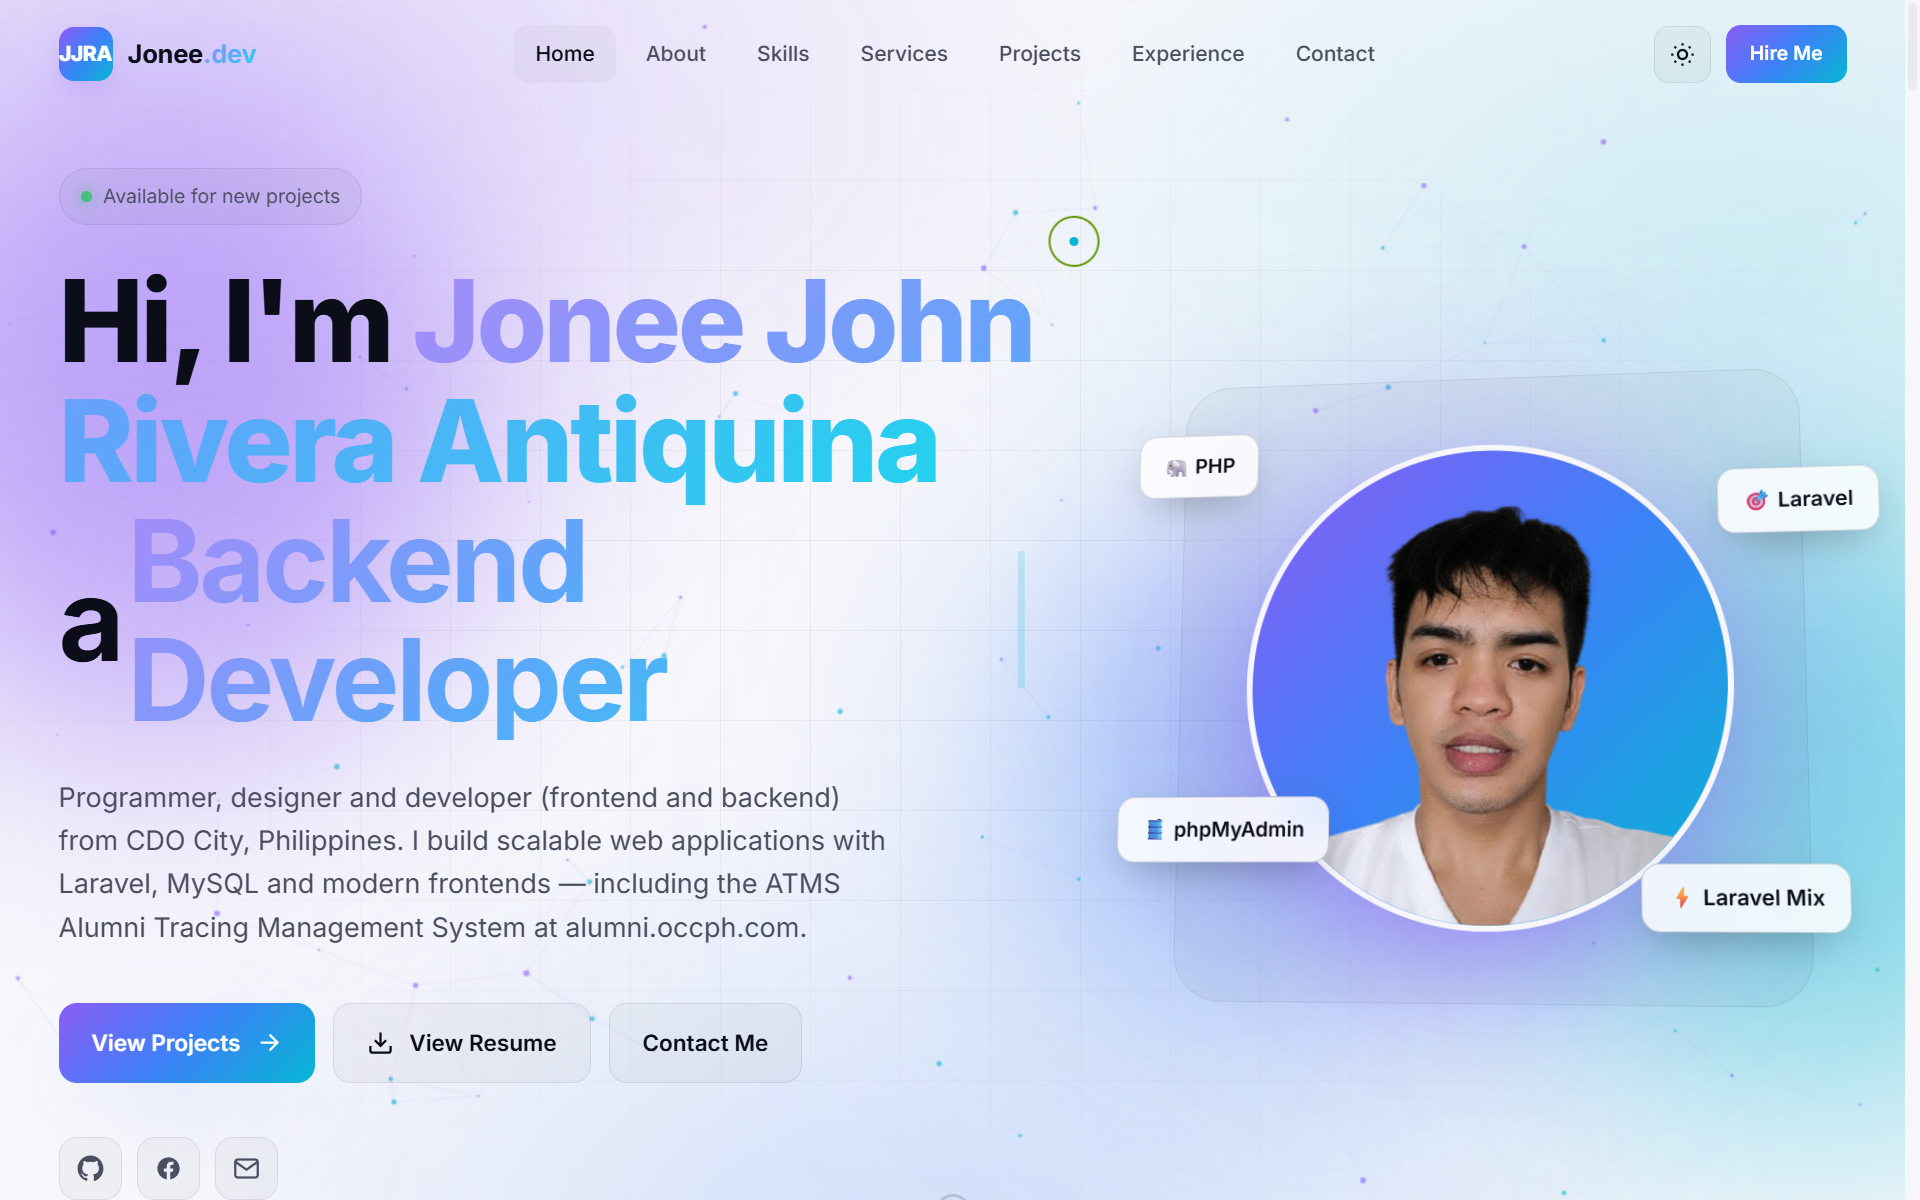 JJRA Jonee.dev Home About Skills Services Projects Experience Contact Hire Me
Available for new projects
Hi, I'm Jonee John
Rivera Antiquina
a Backend
Developer
Programmer, designer and developer (frontend and backend)
from CDO City, Philippines. I build scalable web applications with
Laravel, MySQL and modern frontends — including the ATMS
Alumni Tracing Management System at alumni.occph.com.
View Projects View Resume Contact Me
PHP
Laravel
phpMyAdmin
Laravel Mix